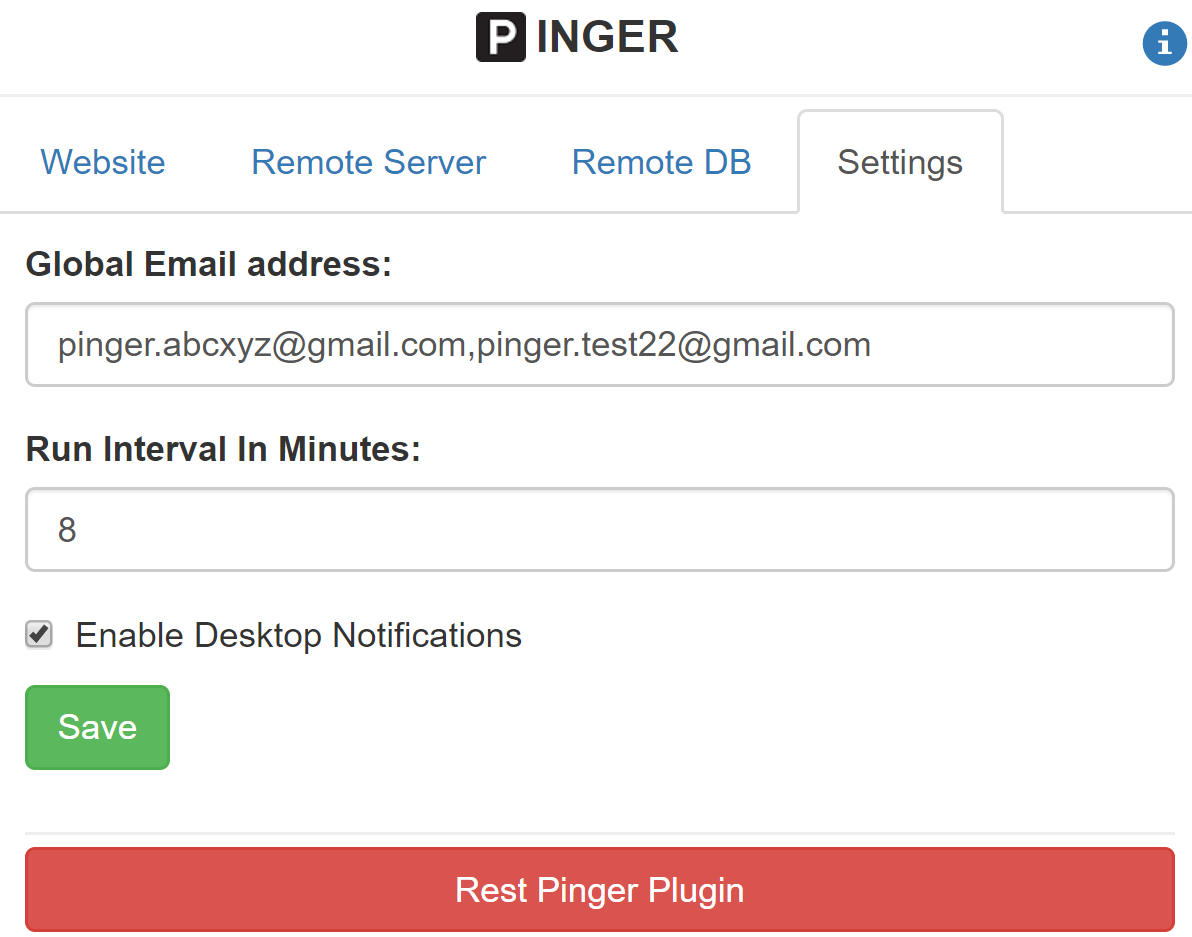 PINGER
Website Remote Server Remote DB Settings
Global Email address:
pinger.abcxyz@gmail.com,pinger.test22@gmail.com
Run Interval In Minutes:
8
Enable Desktop Notifications
Save
Rest Pinger Plugin